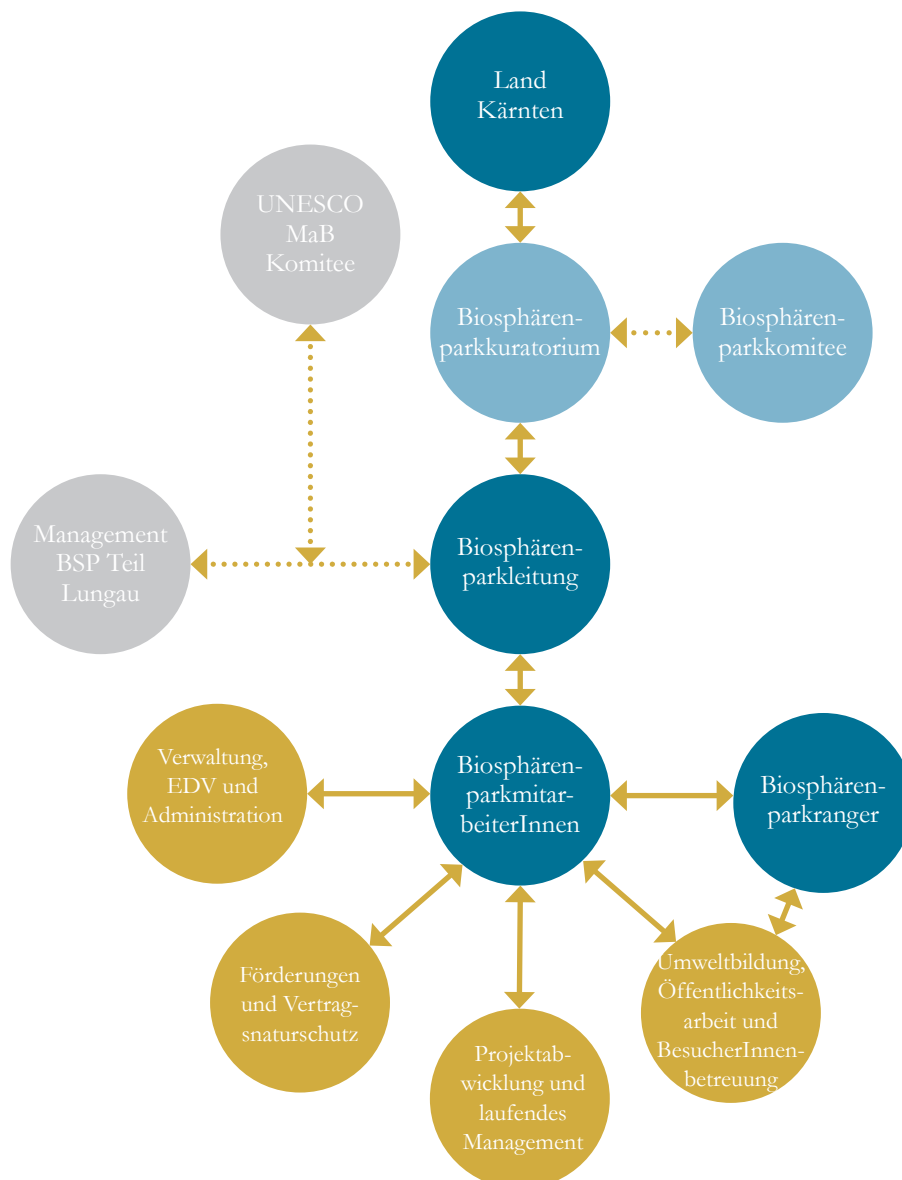 Land
Kärnten
UNESCO
MaB
Komitee
Biosphären-
parkkuratorium
Biosphären-
parkkomitee
Management
BSP Teil
Lungau
Biosphären-
parkleitung
Verwaltung,
EDV und
Administration
Biosphären-
parkmitar-
beiterInnen
Biosphären-
parkranger
Förderungen
und Vertrag-
snaturschutz
Projektab-
wicklung und
laufendes
Management
Umweltbildung,
Öffentlichkeits-
arbeit und
BesucherInnen-
betreuung